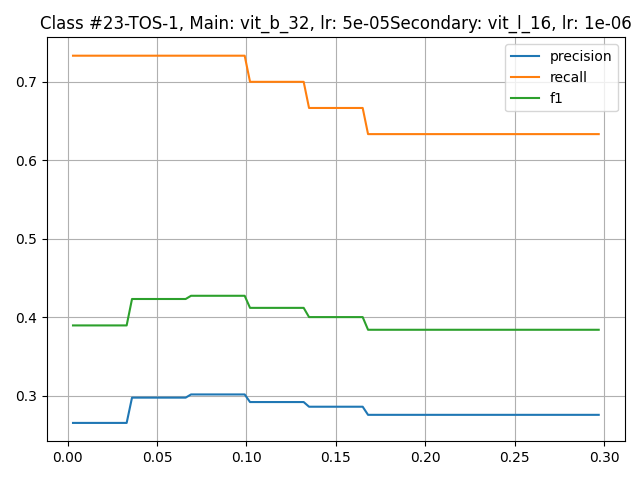 Class #23-TOS-1, Main: vit_b_32, lr: 5e-05Secondary: vit_l_16, lr: 1e-06
precision
recall
f1
0.7
0.6
0.5
0.4
0.3
0.00 0.05 0.10 0.15 0.20 0.25 0.30